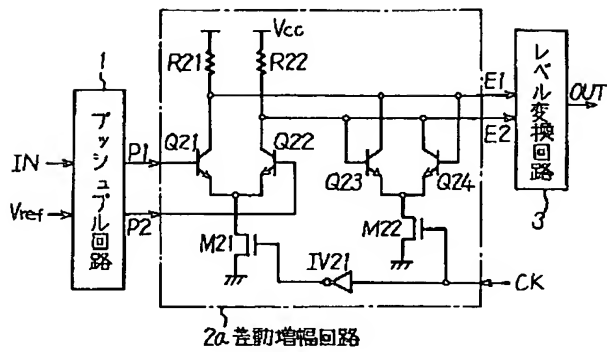 Vcc
R21
R22
1
プッシュプル回路
IN
Vref
P1
P2
Q21
Q22
Q23
Q24
E1
E2
レベル変換回路
OUT
3
M21
M22
IV21
CK
2a差動増幅回路